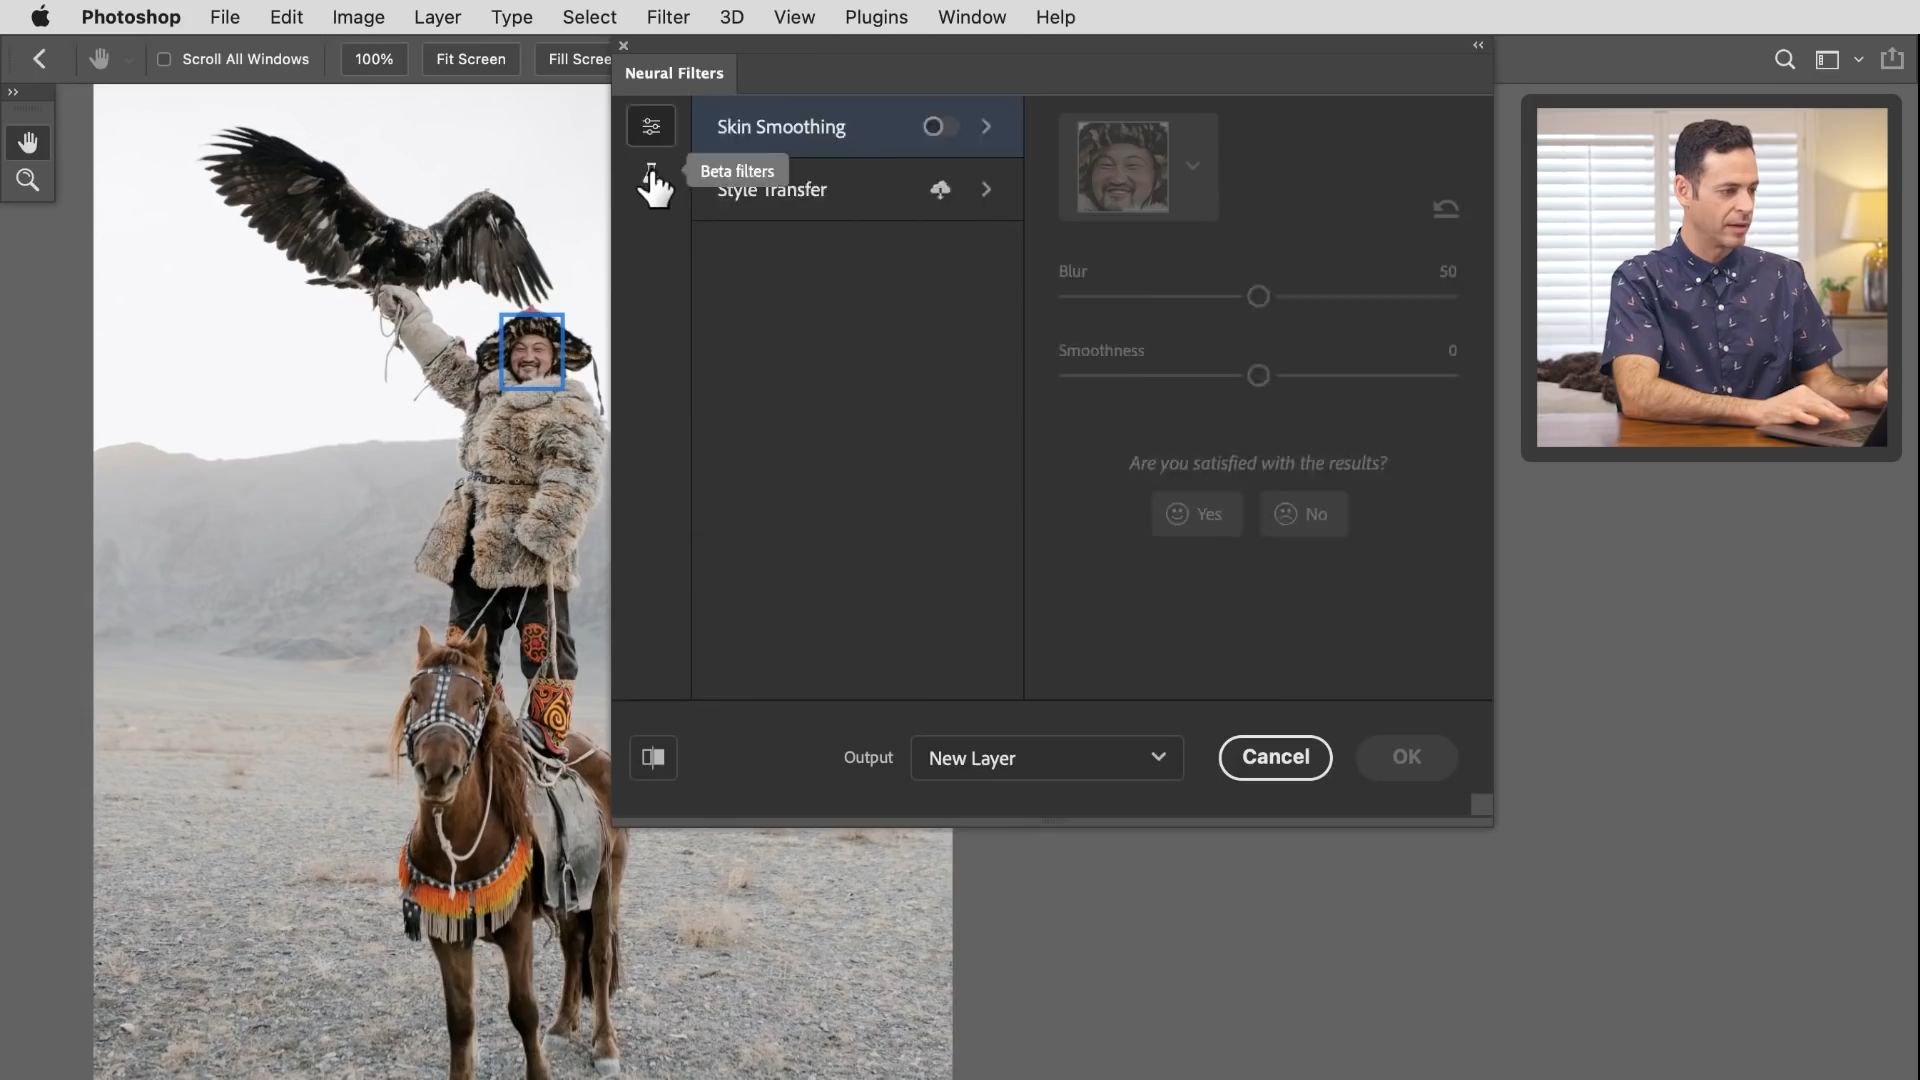 Photoshop File Edit Image Layer Type Select Filter 3D View Plugins Window Help
Scroll All Windows 100% Fit Screen Fill Scree
Neural Filters
Skin Smoothing
Beta filters
Style Transfer
Blur 50
Smoothness 0
Are you satisfied with the results?
Yes No
Output New Layer Cancel OK